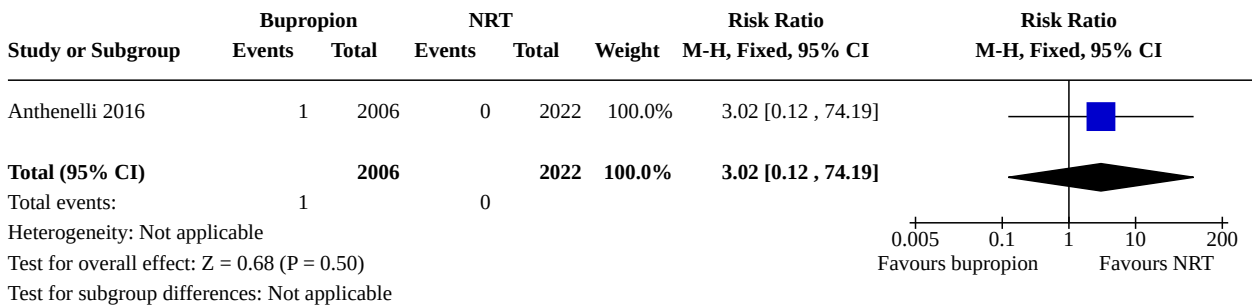 Bupropion NRT Risk Ratio Risk Ratio
Study or Subgroup Events Total Events Total Weight M-H, Fixed, 95% CI M-H, Fixed, 95% CI
Anthenelli 2016 1 2006 0 2022 100.0% 3.02 [0.12 , 74.19]
Total (95% CI) 2006 2022 100.0% 3.02 [0.12 , 74.19]
Total events: 1 0
Heterogeneity: Not applicable
0.005 0.1 1 10 200
Test for overall effect: Z = 0.68 (P = 0.50)
Favours bupropion Favours NRT
Test for subgroup differences: Not applicable